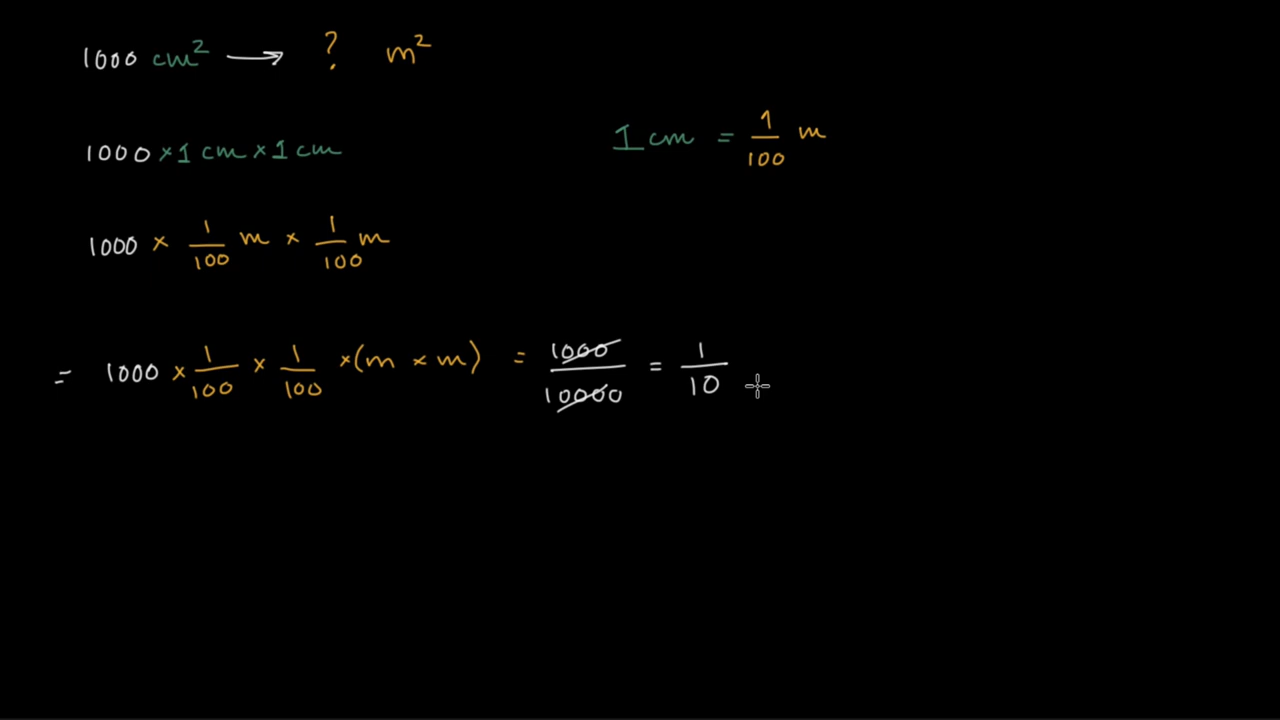 1000 cm² → ? m²
1 cm = 1/100 m
1000 × 1 cm × 1 cm
1000 × 1/100 m × 1/100 m
= 1000 × 1/100 × 1/100 × (m × m) = 1000/10000 = 1/10